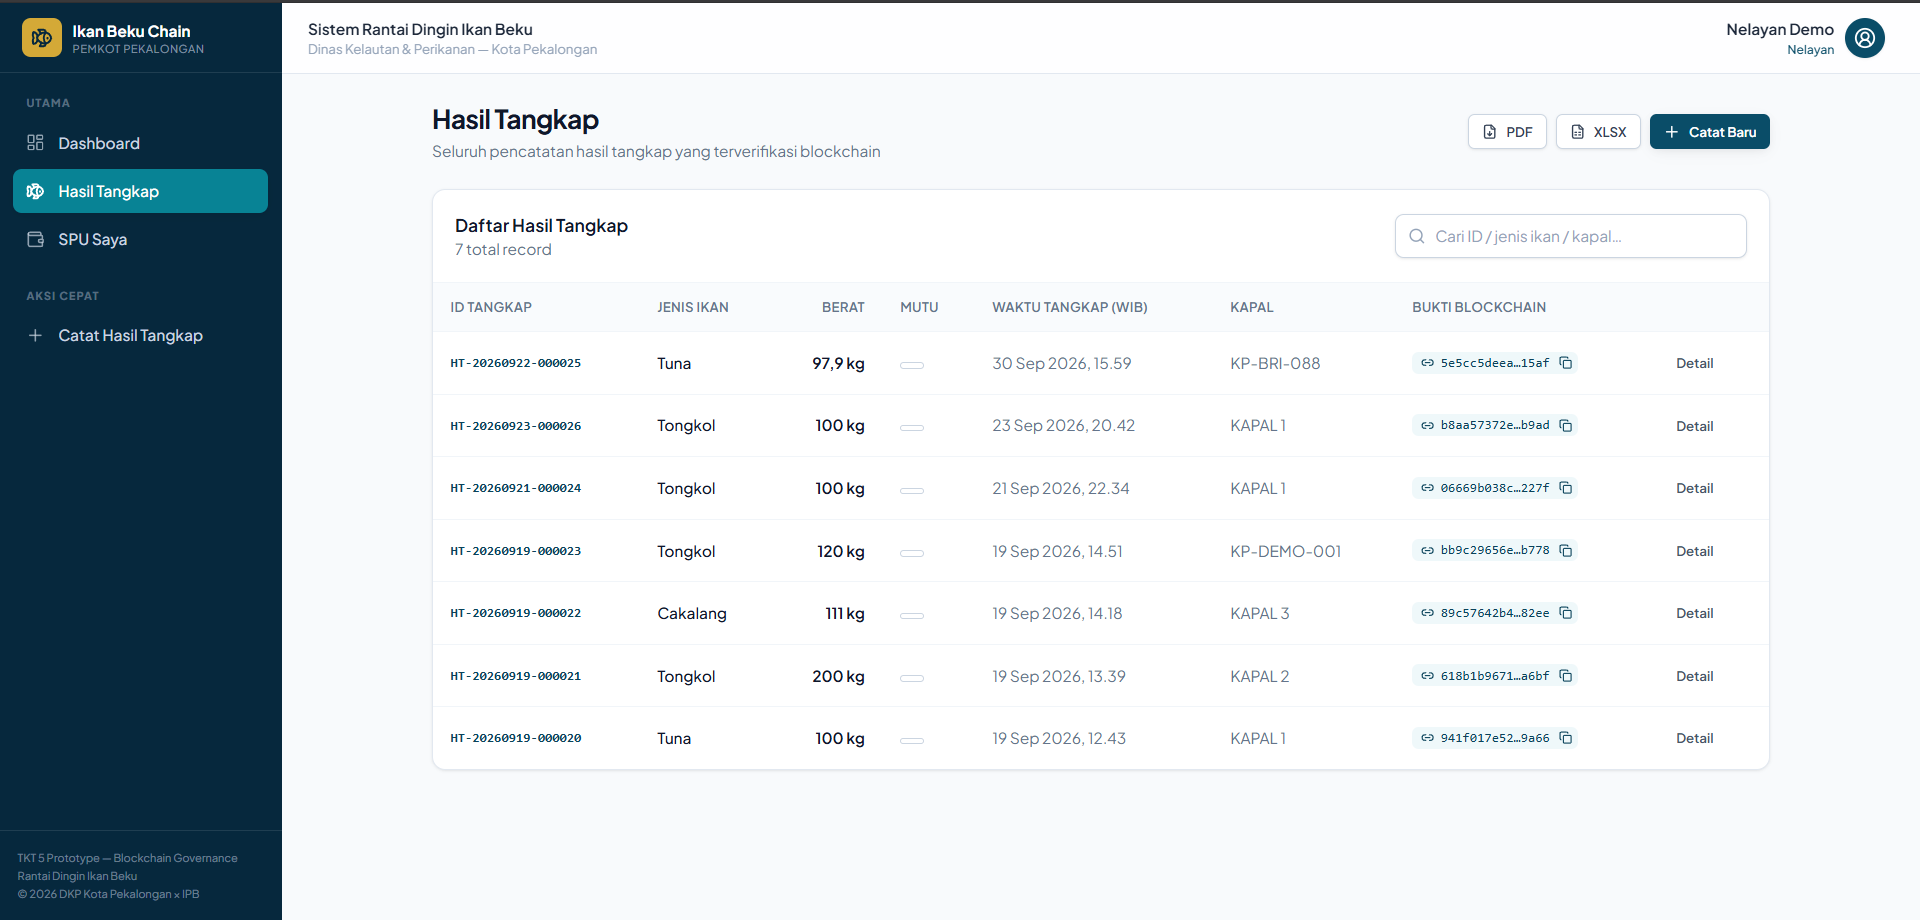 Ikan Beku Chain
PEMKOT PEKALONGAN
UTAMA
Dashboard
Hasil Tangkap
SPU Saya
AKSI CEPAT
Catat Hasil Tangkap
TKT 5 Prototype — Blockchain Governance
Rantai Dingin Ikan Beku
© 2026 DKP Kota Pekalongan × IPB
Sistem Rantai Dingin Ikan Beku
Dinas Kelautan & Perikanan — Kota Pekalongan
Nelayan Demo
Nelayan
Hasil Tangkap
Seluruh pencatatan hasil tangkap yang terverifikasi blockchain
PDF XLSX Catat Baru
Daftar Hasil Tangkap
7 total record
Cari ID / jenis ikan / kapal...
ID TANGKAP JENIS IKAN BERAT MUTU WAKTU TANGKAP (WIB) KAPAL BUKTI BLOCKCHAIN
HT-20260922-000025 Tuna 97,9 kg 30 Sep 2026, 15.59 KP-BRI-088 5e5cc5deea…15af Detail
HT-20260923-000026 Tongkol 100 kg 23 Sep 2026, 20.42 KAPAL 1 b8aa57372e…b9ad Detail
HT-20260921-000024 Tongkol 100 kg 21 Sep 2026, 22.34 KAPAL 1 06669b038c…227f Detail
HT-20260919-000023 Tongkol 120 kg 19 Sep 2026, 14.51 KP-DEMO-001 bb9c29656e…b778 Detail
HT-20260919-000022 Cakalang 111 kg 19 Sep 2026, 14.18 KAPAL 3 89c57642b4…82ee Detail
HT-20260919-000021 Tongkol 200 kg 19 Sep 2026, 13.39 KAPAL 2 618b1b9671…a6bf Detail
HT-20260919-000020 Tuna 100 kg 19 Sep 2026, 12.43 KAPAL 1 941f017e52…9a66 Detail